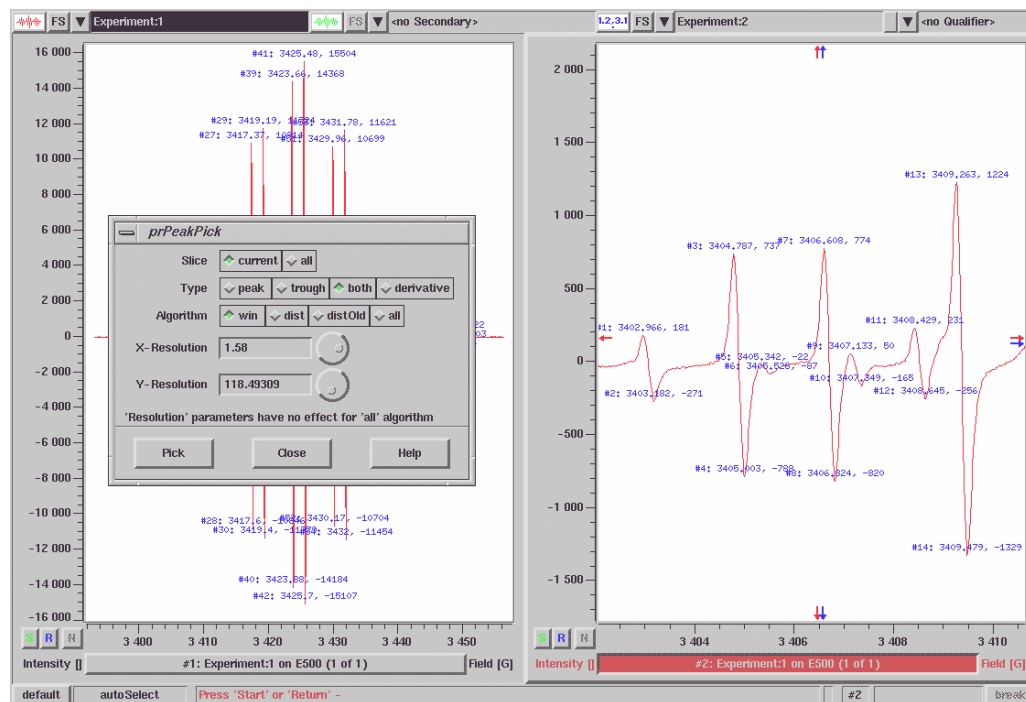 FS Experiment:1 FS <no Secondary>
1.2,3.1 FS Experiment:2 <no Qualifier>
16 000
14 000
12 000
10 000
8 000
6 000
4 000
2 000
0
-2 000
-4 000
-6 000
-8 000
-10 000
-12 000
-14 000
-16 000
#41: 3425.48, 15504
#39: 3423.66, 14368
#27: 3417.37,
3431.78, 11621
3429.96, 10699
prPeakPick
Slice current all
Type peak trough both derivative
Algorithm win dist distOld all
X-Resolution 1.58
Y-Resolution 118.49309
'Resolution' parameters have no effect for 'all' algorithm
Pick Close Help
#28: 3417.6,
3430.17, -10704
#30: 3419.4,
3432, -11454
#40: 3423.88, -14184
#42: 3425.7, -15107
S R N
3 400 3 410 3 420 3 430 3 440 3 450
Intensity [] #1: Experiment:1 on E500 (1 of 1) Field [G]
2 000
1 500
1 000
500
0
-500
-1 000
-1 500
#13: 3409.263, 1224
#3: 3404.787, 737
#7: 3406.608, 774
#1: 3402.966, 181
#11: 3408.429, 231
#9: 3407.133, 50
#5: 3405.342, -22
#6: 3405.528, -87
#10: 3407.349, -165
#2: 3403.182, -271
#12: 3408.645, -256
#4: 3405.003, -788
#8: 3406.824, -820
#14: 3409.479, -1329
S R N
3 404 3 406 3 408 3 410
Intensity [] #2: Experiment:1 on E500 (1 of 1) Field [G]
default autoSelect Press 'Start' or 'Return' - #2 break